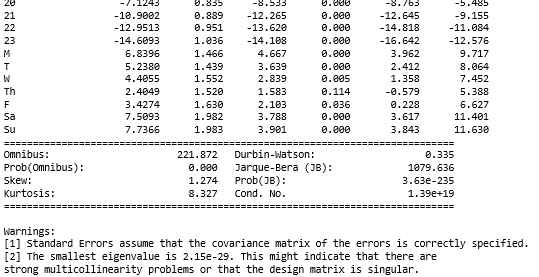 20 -7.1243 0.835 -8.533 0.000 -8.763 -5.485
21 -10.9002 0.889 -12.265 0.000 -12.645 -9.155
22 -12.9513 0.951 -13.620 0.000 -14.818 -11.084
23 -14.6093 1.036 -14.108 0.000 -16.642 -12.576
M 6.8396 1.466 4.667 0.000 3.962 9.717
T 5.2380 1.439 3.639 0.000 2.412 8.064
W 4.4055 1.552 2.839 0.005 1.358 7.452
Th 2.4049 1.520 1.583 0.114 -0.579 5.388
F 3.4274 1.630 2.103 0.036 0.228 6.627
Sa 7.5093 1.982 3.788 0.000 3.617 11.401
Su 7.7366 1.983 3.901 0.000 3.843 11.630
==============================================================================
Omnibus: 221.872 Durbin-Watson: 0.335
Prob(Omnibus): 0.000 Jarque-Bera (JB): 1079.636
Skew: 1.274 Prob(JB): 3.63e-235
Kurtosis: 8.327 Cond. No. 1.39e+19
==============================================================================
Warnings:
[1] Standard Errors assume that the covariance matrix of the errors is correctly specified.
[2] The smallest eigenvalue is 2.15e-29. This might indicate that there are
strong multicollinearity problems or that the design matrix is singular.